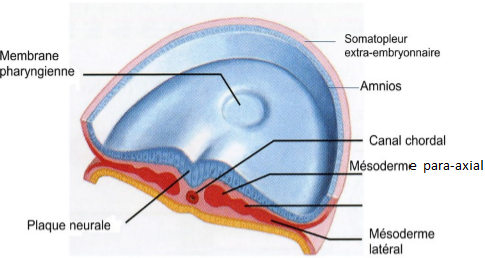 Membrane
pharyngienne
Somatopleur
extra-embryonnaire
Amnios
Canal chordal
Mésoderme para-axial
Plaque neurale
Mésoderme
latéral